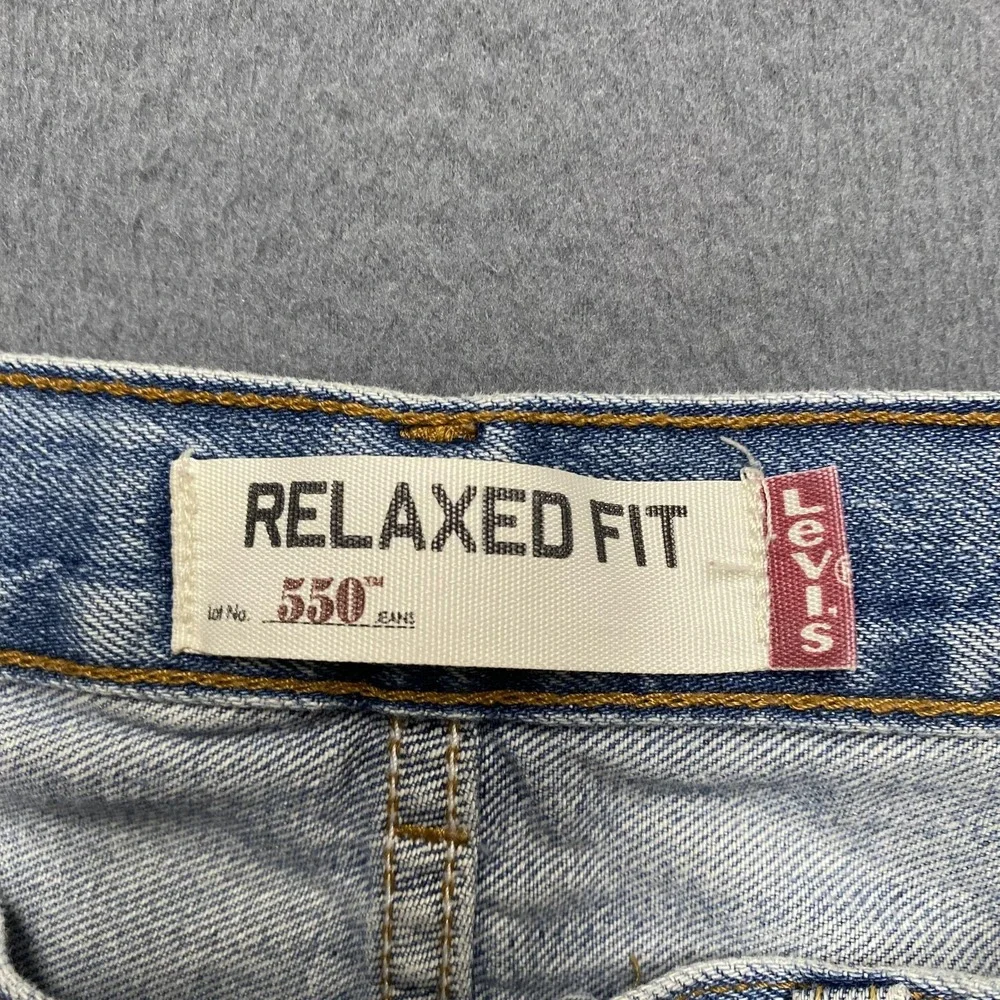 RELAXED FIT
Lot No. 550™ JEANS
LeVI'S®